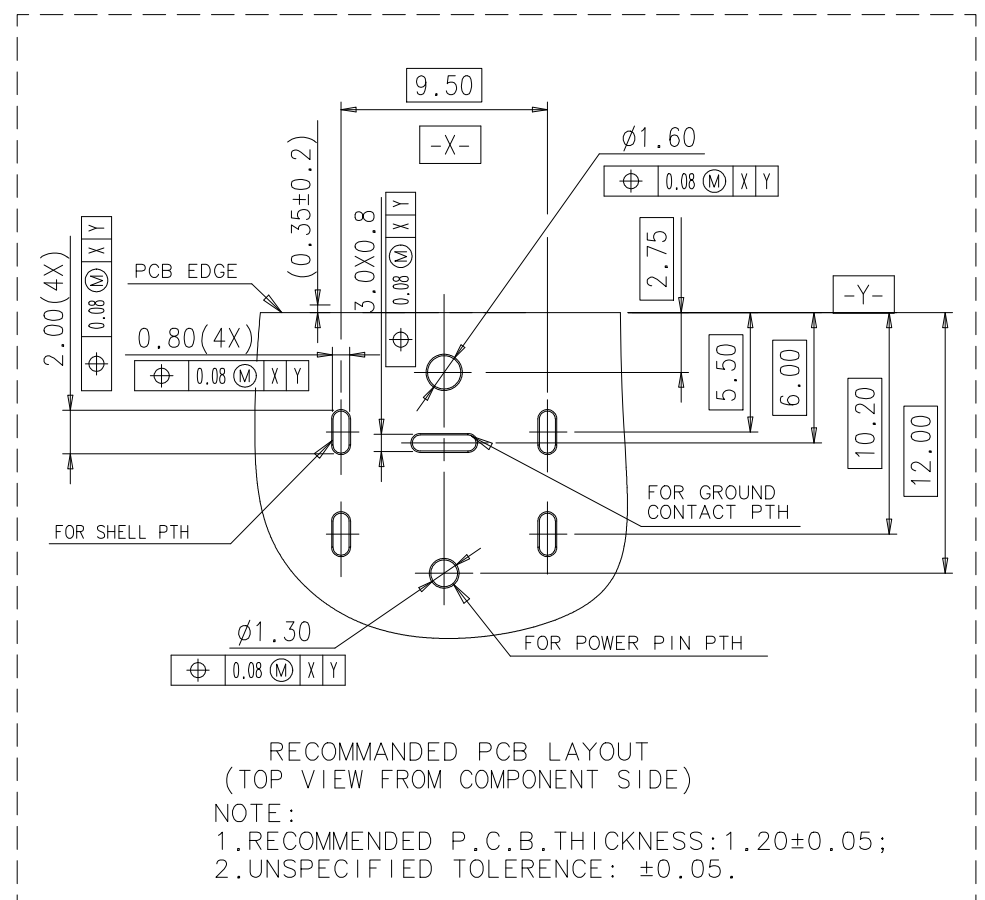 9.50
-X-
ø1.60
⌖ 0.08 Ⓜ X Y
(0.35±0.2)
3.0X0.8
⌖ 0.08 Ⓜ X Y
2.75
-Y-
2.00(4X)
⌖ 0.08 Ⓜ X Y
PCB EDGE
0.80(4X)
⌖ 0.08 Ⓜ X Y
5.50
6.00
10.20
12.00
FOR GROUND
CONTACT PTH
FOR SHELL PTH
ø1.30
⌖ 0.08 Ⓜ X Y
FOR POWER PIN PTH
RECOMMANDED PCB LAYOUT
(TOP VIEW FROM COMPONENT SIDE)
NOTE:
1.RECOMMENDED P.C.B.THICKNESS:1.20±0.05;
2.UNSPECIFIED TOLERENCE: ±0.05.